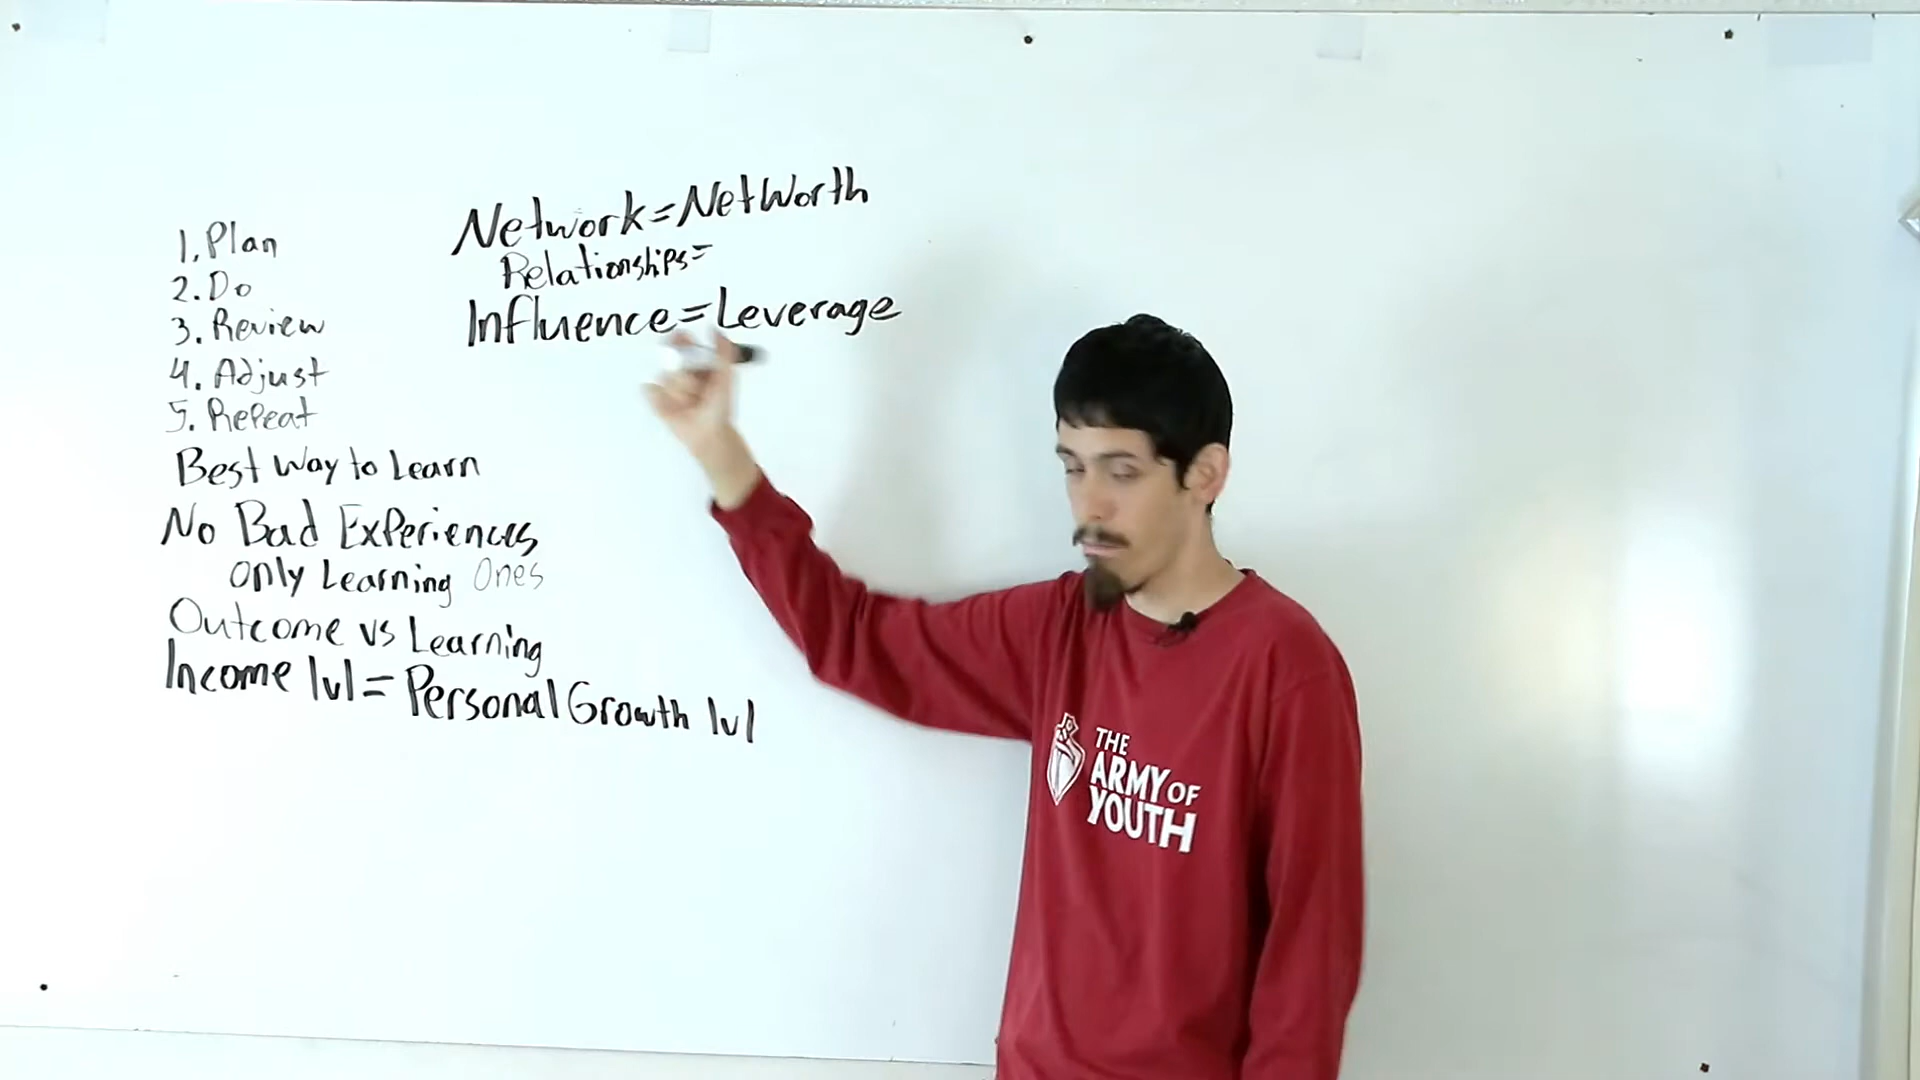 1. Plan
2. Do
3. Review
4. Adjust
5. Repeat
Best Way to Learn
No Bad Experiences
Only Learning Ones
Outcome vs Learning
Income lvl = Personal Growth lvl
Network = NetWorth
Relationships =
Influence = Leverage
THE
ARMY OF
YOUTH